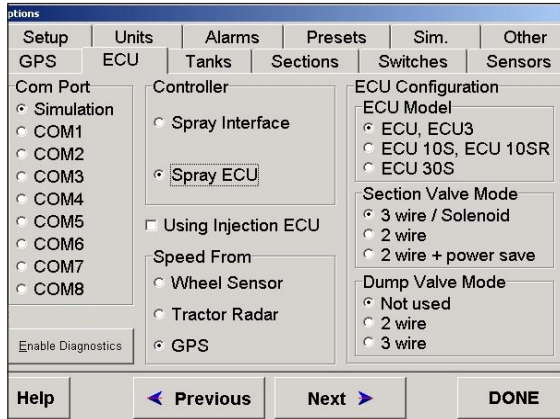 ptions
Setup Units Alarms Presets Sim. Other
GPS ECU Tanks Sections Switches Sensors
Com Port
Simulation
COM1
COM2
COM3
COM4
COM5
COM6
COM7
COM8
Enable Diagnostics
Controller
Spray Interface
Spray ECU
Using Injection ECU
Speed From
Wheel Sensor
Tractor Radar
GPS
ECU Configuration
ECU Model
ECU, ECU3
ECU 10S, ECU 10SR
ECU 30S
Section Valve Mode
3 wire / Solenoid
2 wire
2 wire + power save
Dump Valve Mode
Not used
2 wire
3 wire
Help Previous Next DONE